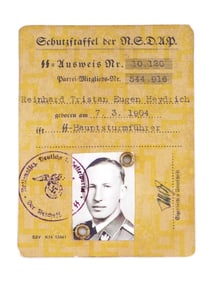 Schutzstaffel der N.S.D.A.P.
SS-Ausweis Nr. 10.120
Partei-Mitglieds-Nr. 544.916
Reinhard Tristan Eugen Heydrich
geboren am 7.3. 1904
ist SS-Hauptsturmführer